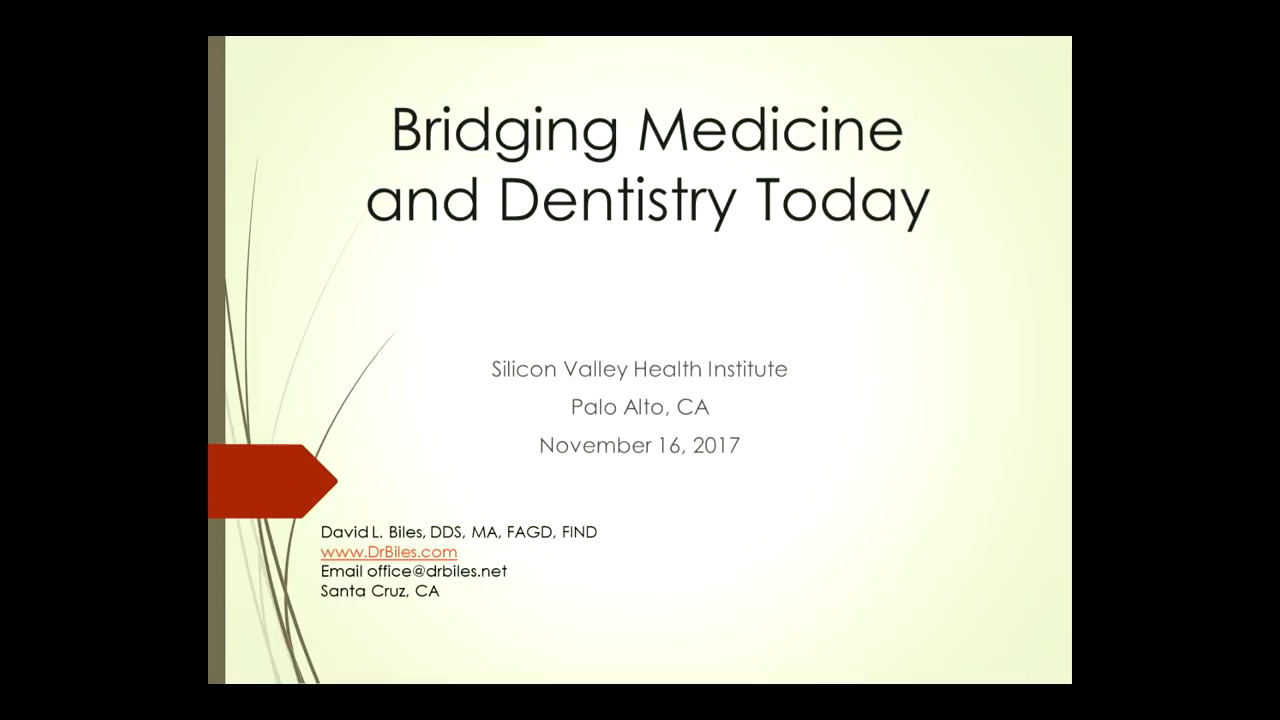 Bridging Medicine
and Dentistry Today
Silicon Valley Health Institute
Palo Alto, CA
November 16, 2017
David L. Biles, DDS, MA, FAGD, FIND
www.DrBiles.com
Email office@drbiles.net
Santa Cruz, CA